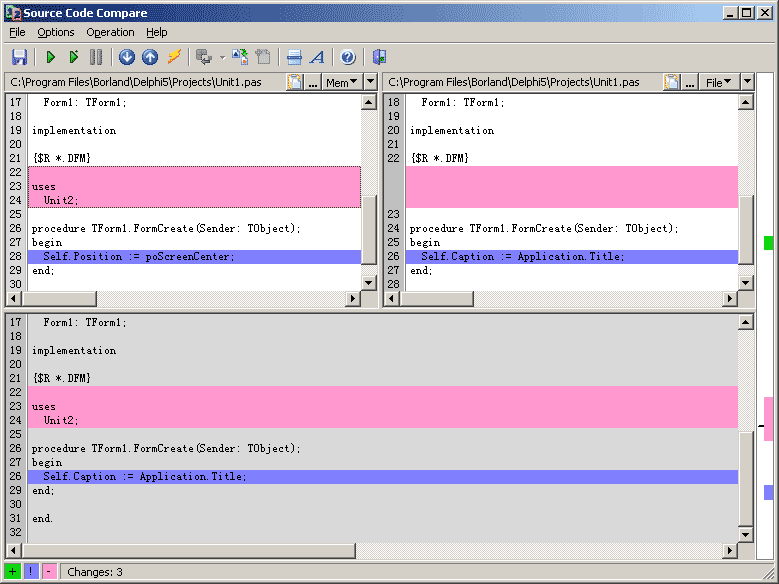 Source Code Compare
File Options Operation Help
C:\Program Files\Borland\Delphi5\Projects\Unit1.pas ... Mem
C:\Program Files\Borland\Delphi5\Projects\Unit1.pas ... File
17 Form1: TForm1;
18
19 implementation
20
21 {$R *.DFM}
22
23 uses
24 Unit2;
25
26 procedure TForm1.FormCreate(Sender: TObject);
27 begin
28 Self.Position := poScreenCenter;
29 end;
30
18 Form1: TForm1;
19
20 implementation
21
22 {$R *.DFM}
23
24 procedure TForm1.FormCreate(Sender: TObject);
25 begin
26 Self.Caption := Application.Title;
27 end;
28
17 Form1: TForm1;
18
19 implementation
20
21 {$R *.DFM}
22
23 uses
24 Unit2;
25
26 procedure TForm1.FormCreate(Sender: TObject);
27 begin
26 Self.Caption := Application.Title;
29 end;
30
31 end.
32
+ ! - Changes: 3